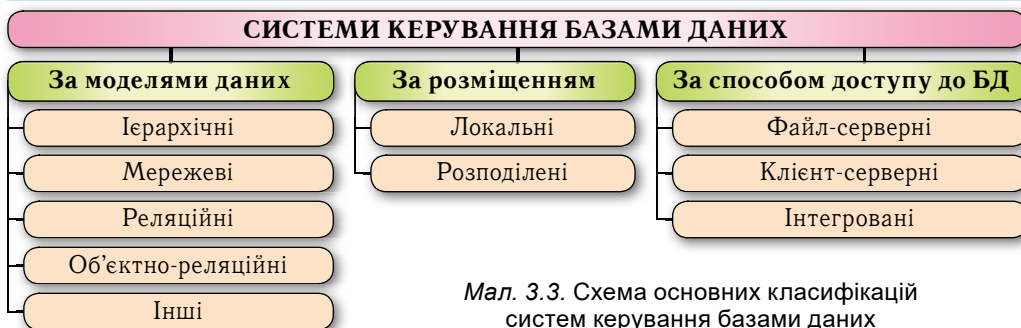 СИСТЕМИ КЕРУВАННЯ БАЗАМИ ДАНИХ
За моделями даних
Ієрархічні
Мережеві
Реляційні
Об’єктно-реляційні
Інші
За розміщенням
Локальні
Розподілені
За способом доступу до БД
Файл-серверні
Клієнт-серверні
Інтегровані
Мал. 3.3. Схема основних класифікацій
систем керування базами даних